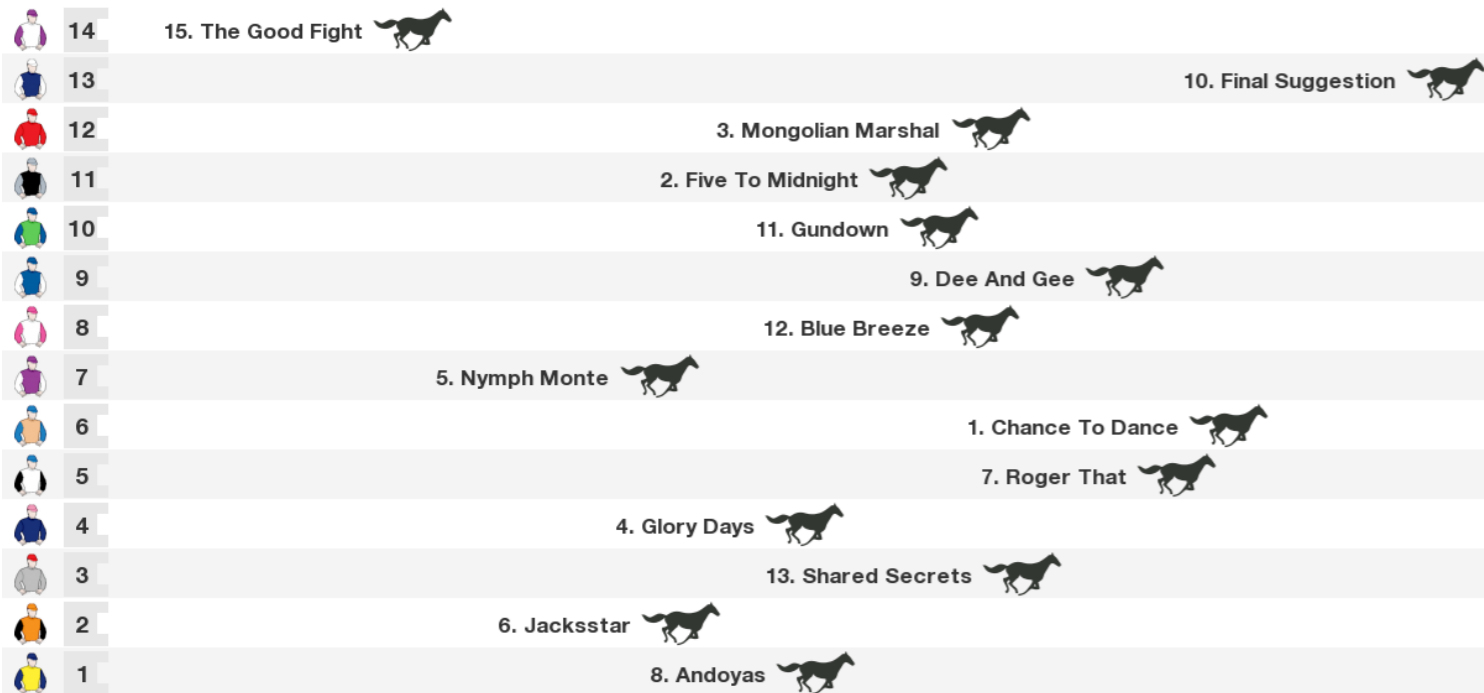 14 15. The Good Fight
13 10. Final Suggestion
12 3. Mongolian Marshal
11 2. Five To Midnight
10 11. Gundown
9 9. Dee And Gee
8 12. Blue Breeze
7 5. Nymph Monte
6 1. Chance To Dance
5 7. Roger That
4 4. Glory Days
3 13. Shared Secrets
2 6. Jacksstar
1 8. Andoyas